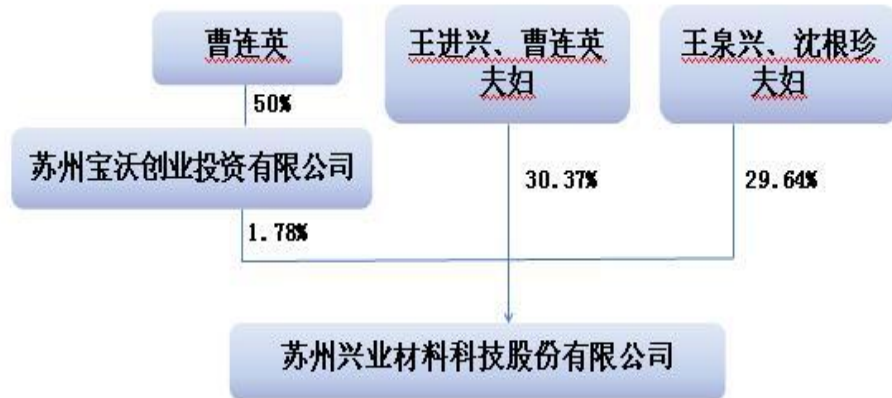 曹连英
王进兴、曹连英
夫妇
王泉兴、沈根珍
夫妇
50%
苏州宝沃创业投资有限公司
30.37%
29.64%
1.78%
苏州兴业材料科技股份有限公司